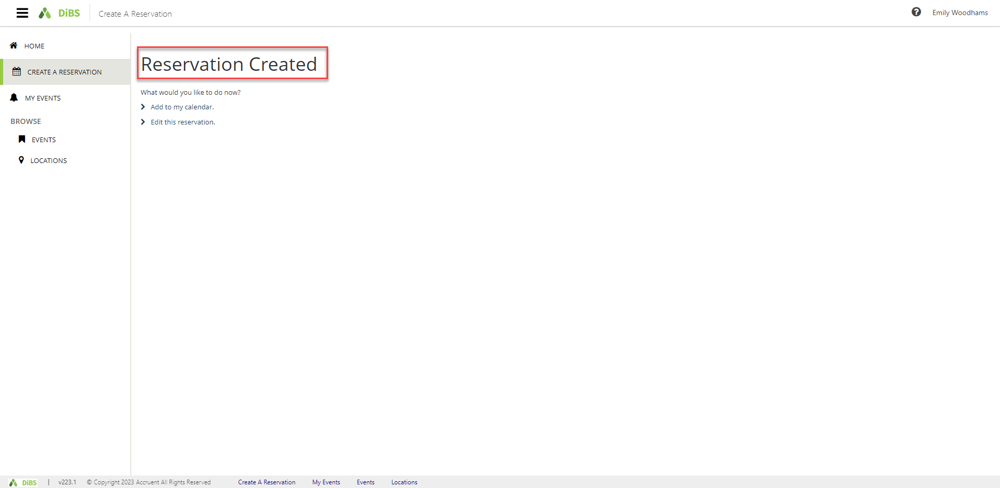 DiBS
Create A Reservation
Emily Woodhams
HOME
CREATE A RESERVATION
MY EVENTS
BROWSE
EVENTS
LOCATIONS
Reservation Created
What would you like to do now?
Add to my calendar.
Edit this reservation.
DiBS | v223.1 © Copyright 2023 Accruent All Rights Reserved Create A Reservation My Events Events Locations